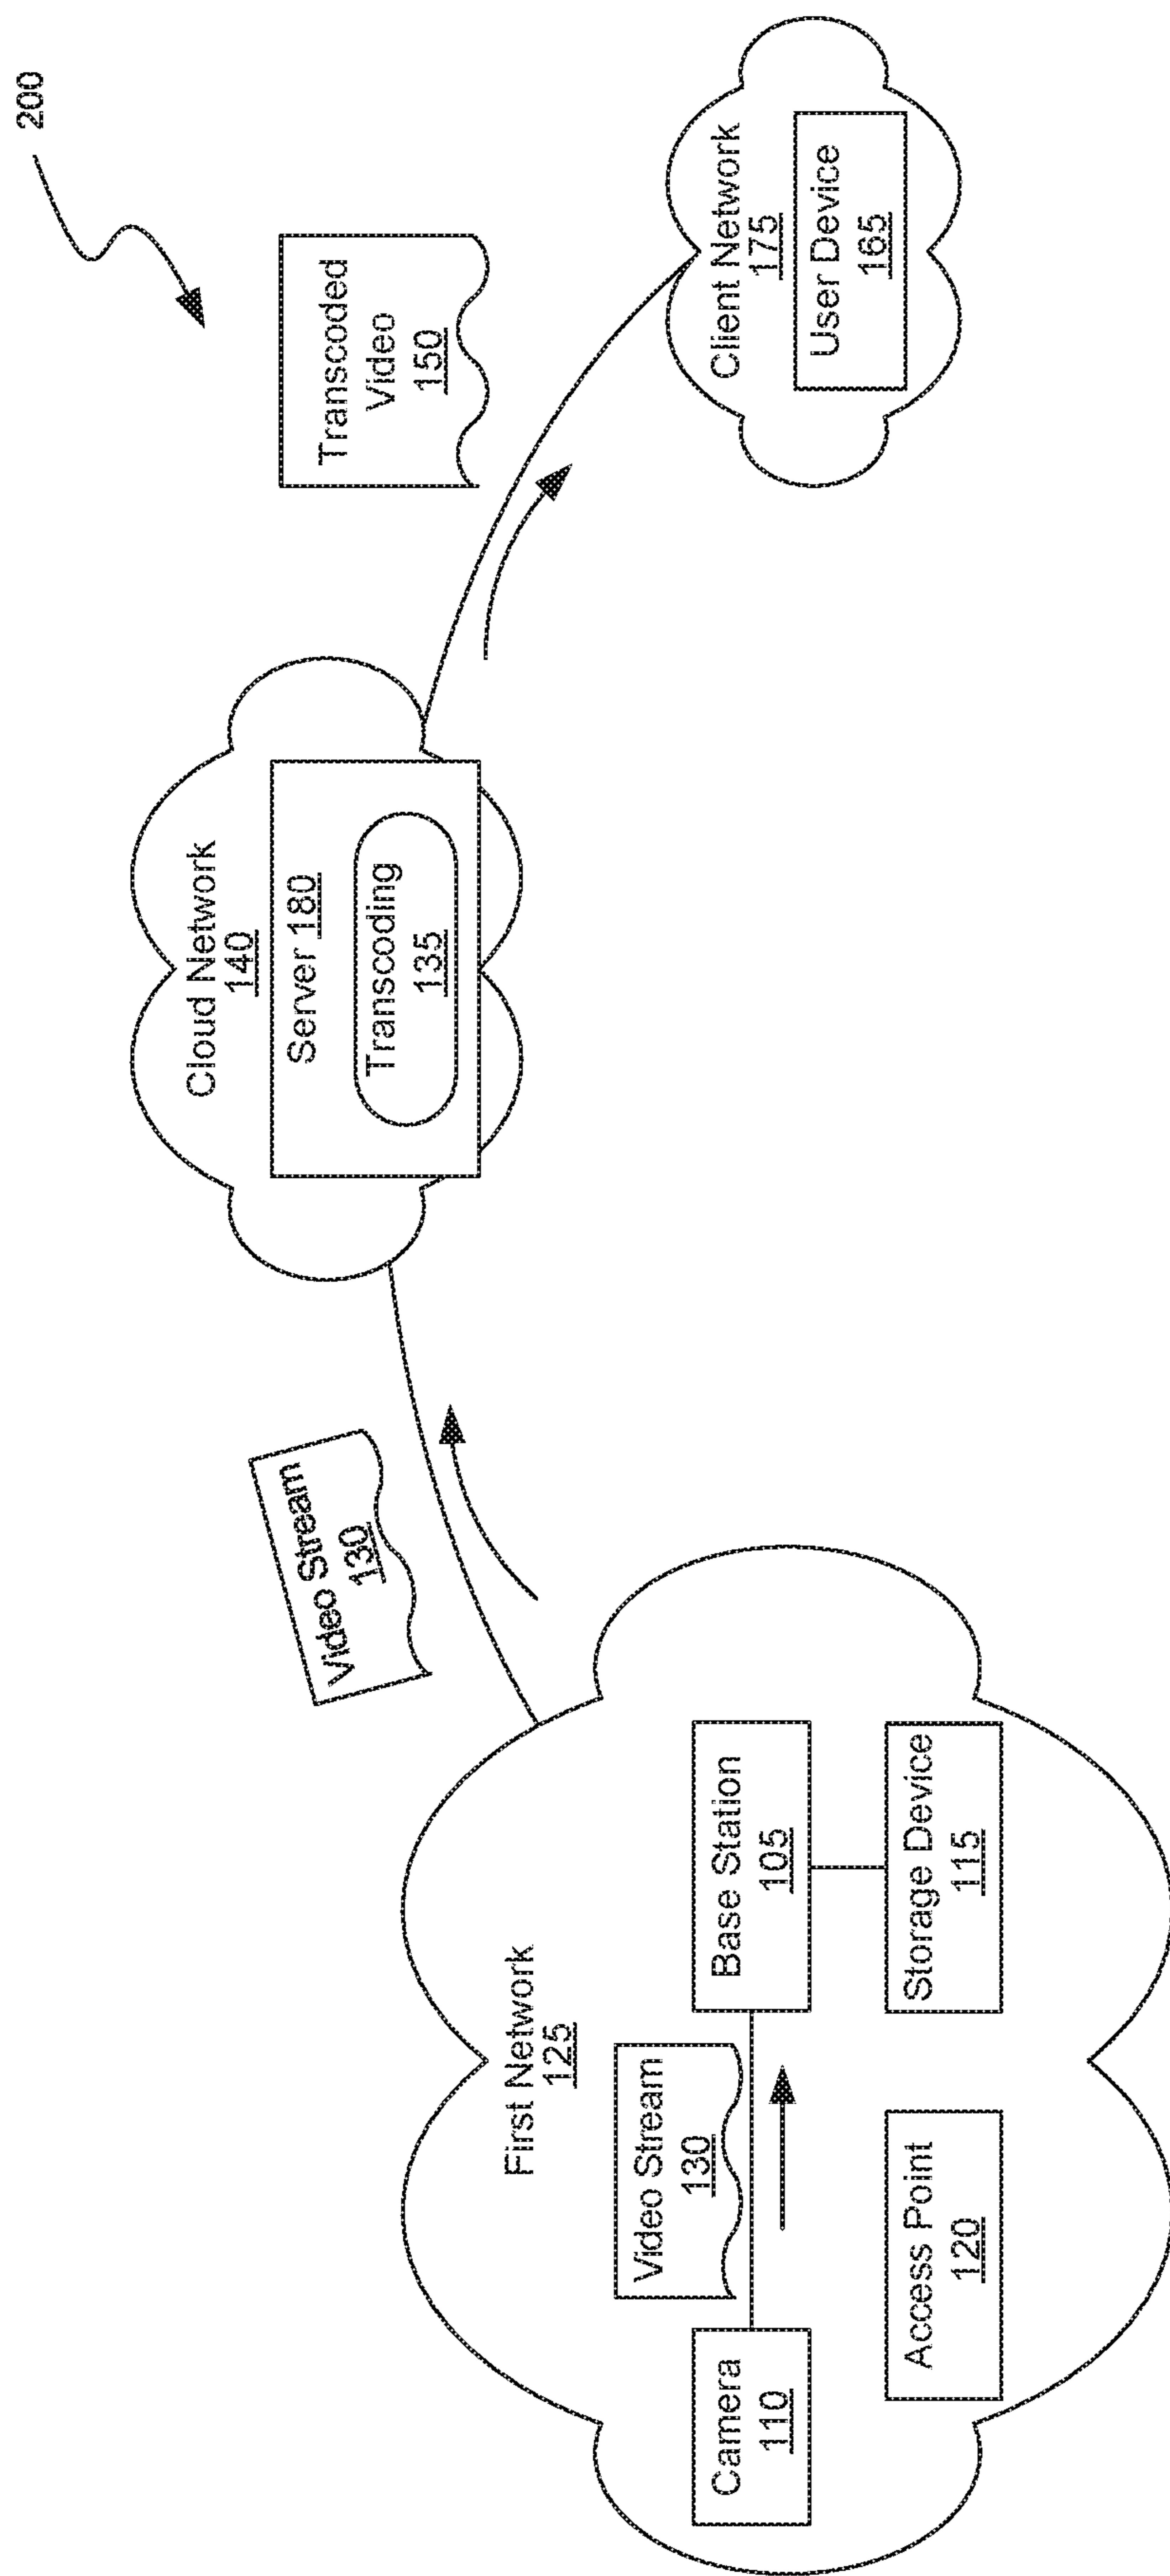 200
Transcoded
Video
150
Client Network
175
User Device
165
Cloud Network
140
Server 180
Transcoding
135
Video Stream
130
First Network
125
Video Stream
130
Base Station
105
Camera
110
Access Point
120
Storage Device
115